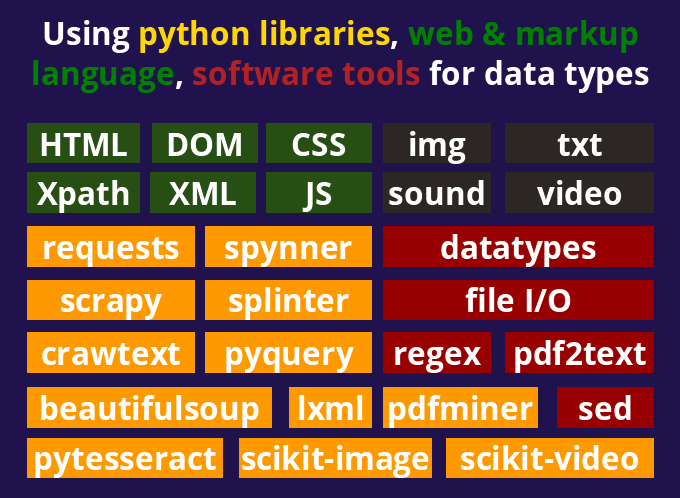 Using python libraries, web & markup
language, software tools for data types
HTML DOM CSS img txt
Xpath XML JS sound video
requests spynner datatypes
scrapy splinter file I/O
crawtext pyquery regex pdf2text
beautifulsoup lxml pdfminer sed
pytesseract scikit-image scikit-video